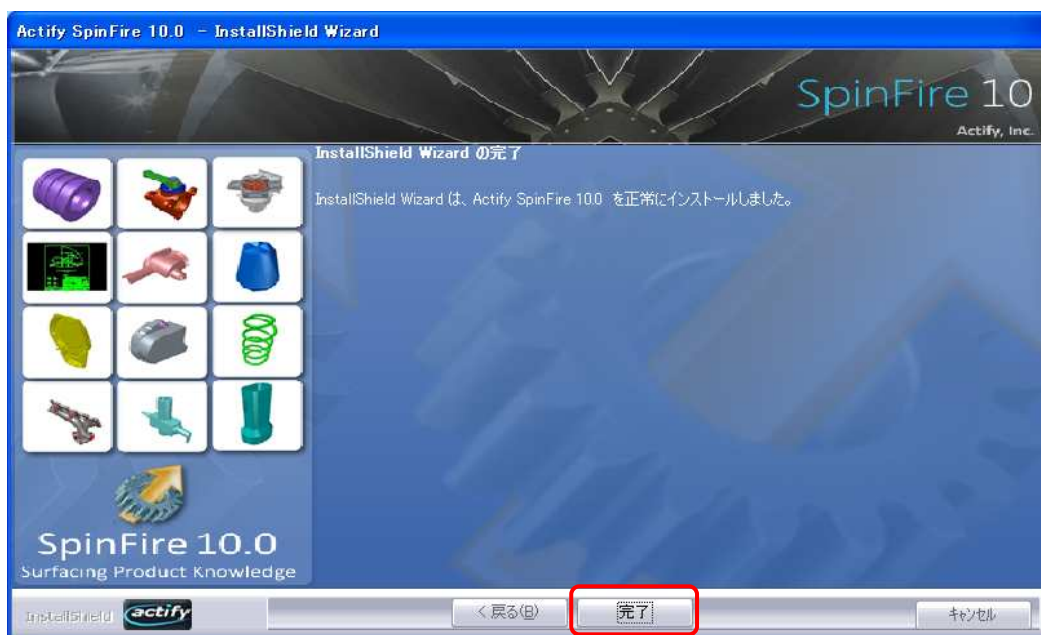 Actify SpinFire 10.0 - InstallShield Wizard
SpinFire 10
Actify, Inc.
InstallShield Wizard の完了
InstallShield Wizard は、Actify SpinFire 10.0 を正常にインストールしました。
SpinFire 10.0
Surfacing Product Knowledge
InstallShield
actify
< 戻る(B)
完了
キャンセル